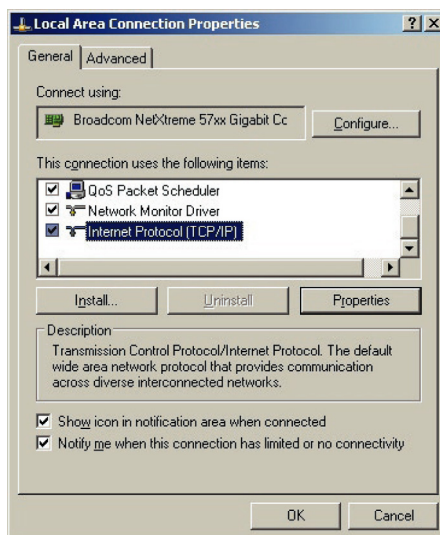 Local Area Connection Properties
General
Advanced
Connect using:
Broadcom NetXtreme 57xx Gigabit Cc
Configure...
This connection uses the following items:
QoS Packet Scheduler
Network Monitor Driver
Internet Protocol (TCP/IP)
Install...
Uninstall
Properties
Description
Transmission Control Protocol/Internet Protocol. The default
wide area network protocol that provides communication
across diverse interconnected networks.
Show icon in notification area when connected
Notify me when this connection has limited or no connectivity
OK
Cancel